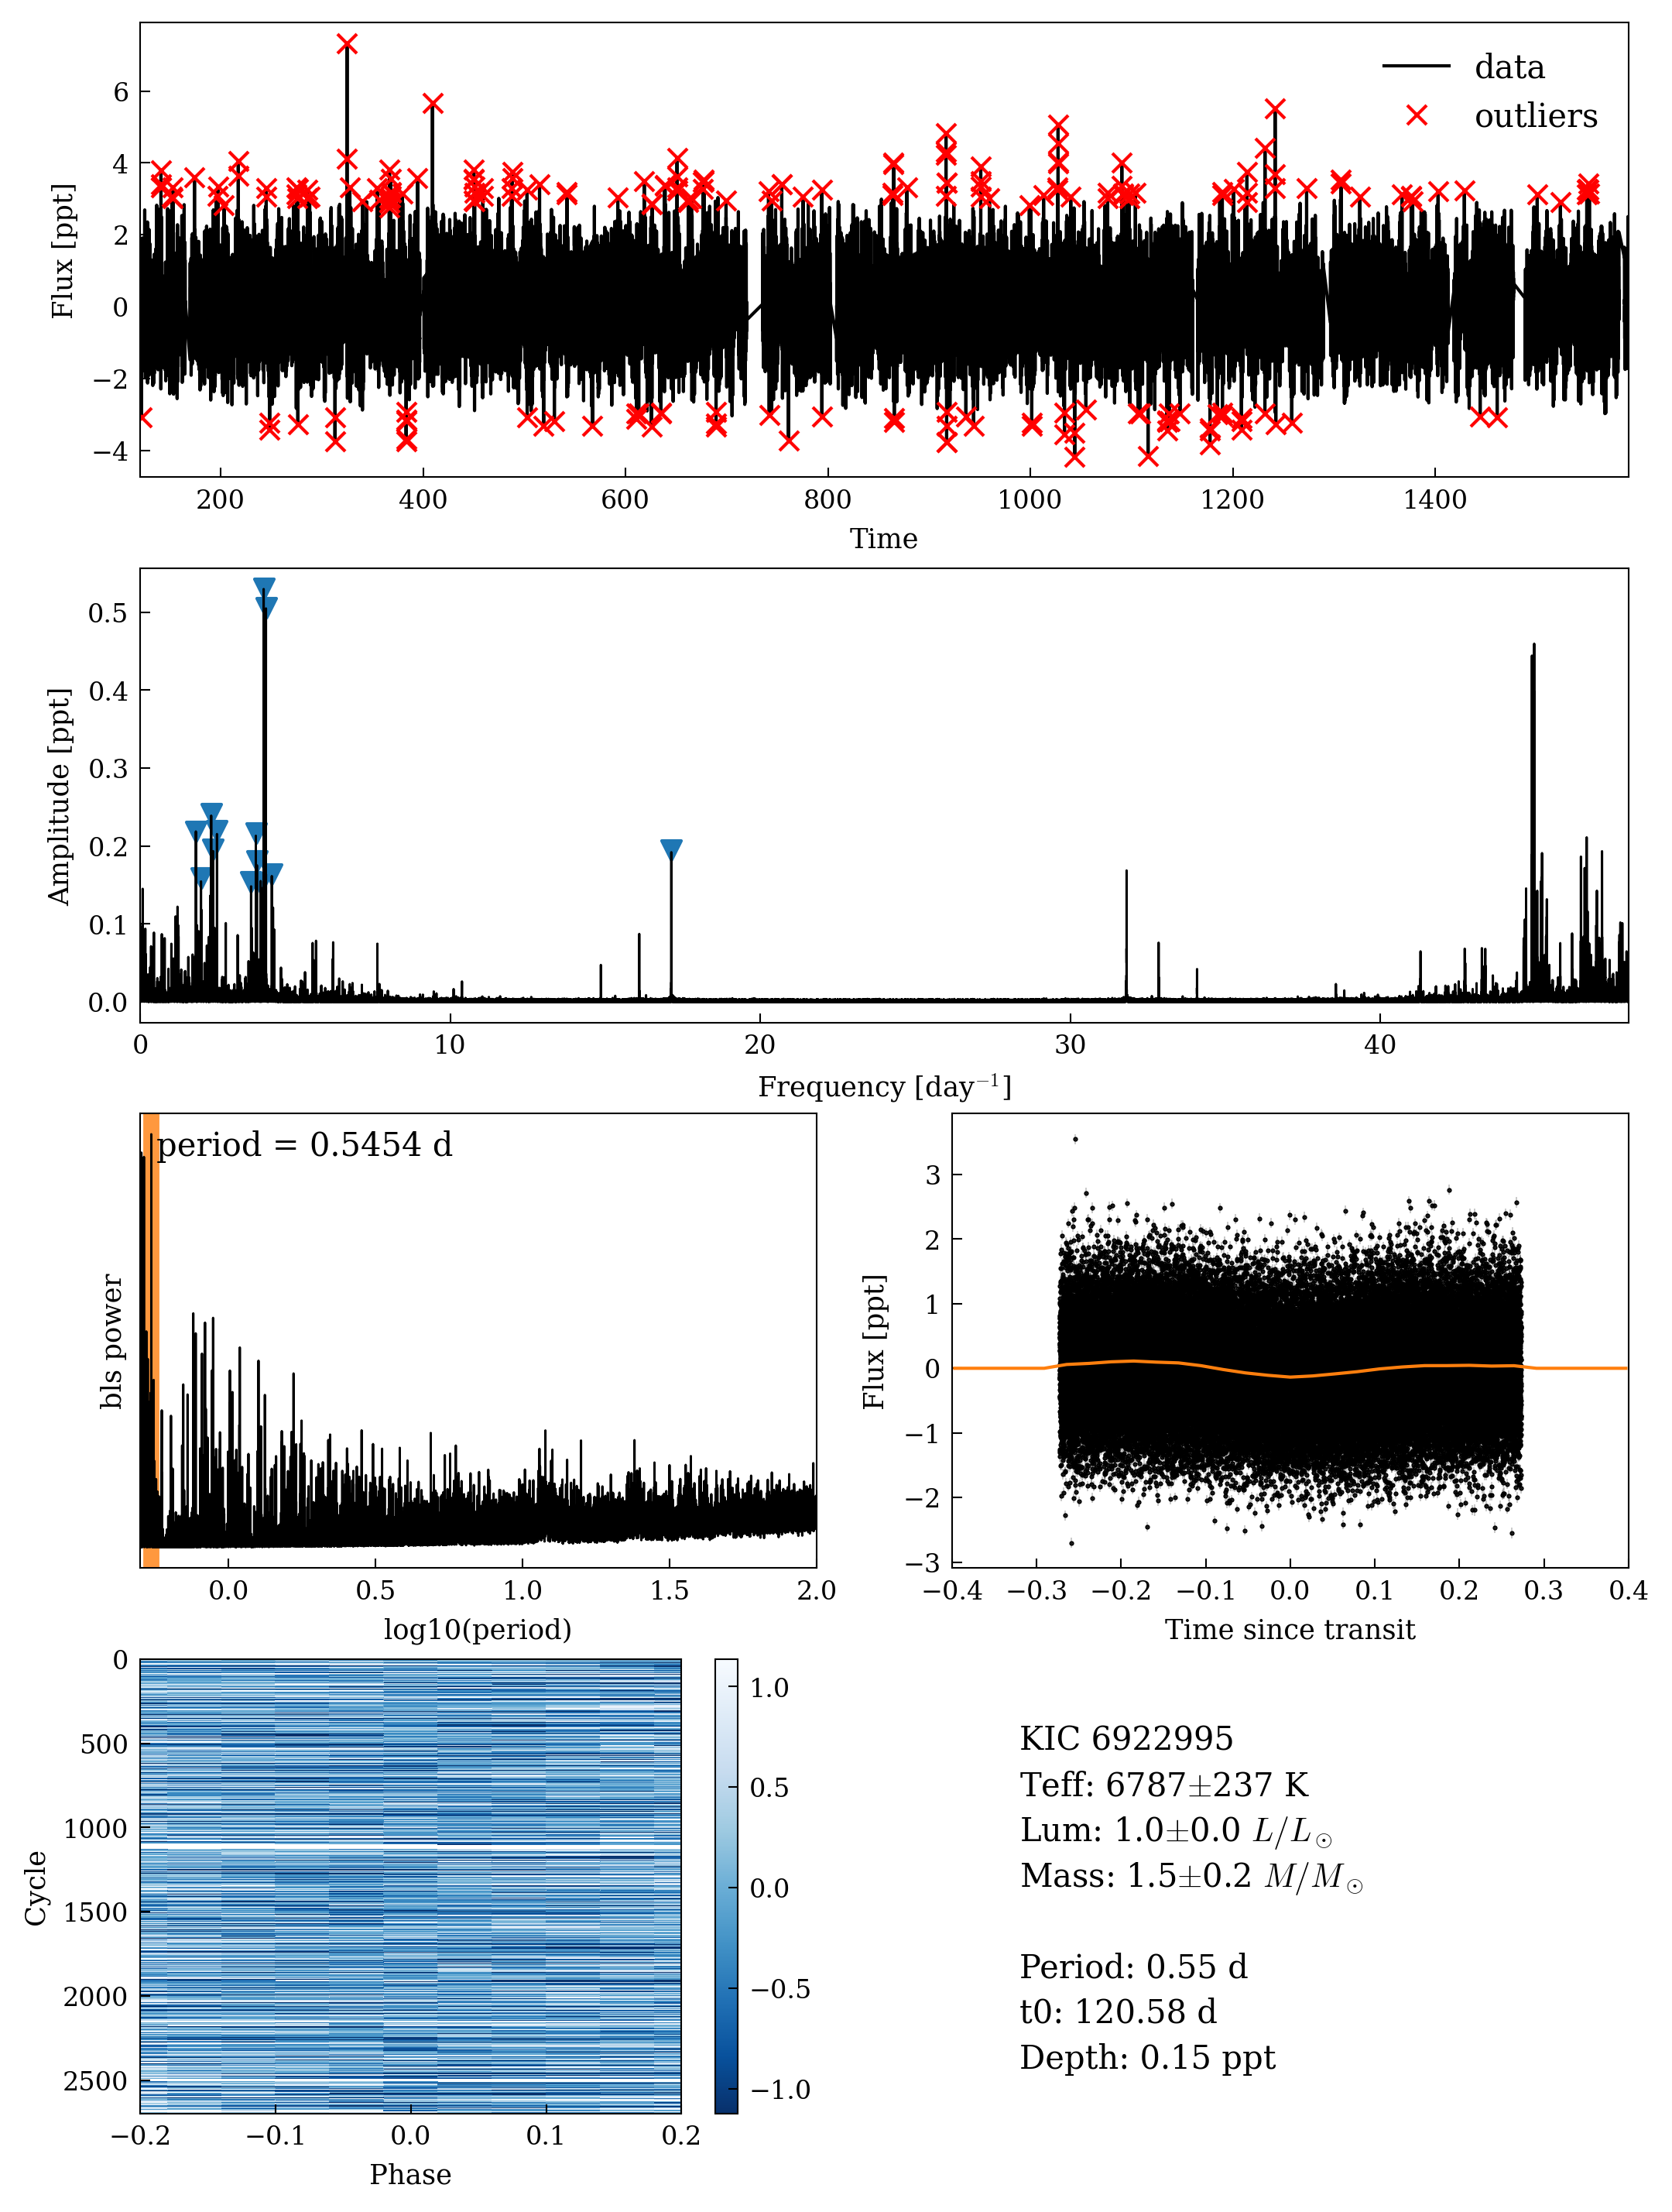 data
outliers
6
4
2
0
−2
−4
Flux [ppt]
200 400 600 800 1000 1200 1400
Time
0.5
0.4
0.3
0.2
0.1
0.0
Amplitude [ppt]
0 10 20 30 40
Frequency [day⁻¹]
period = 0.5454 d
bls power
0.0 0.5 1.0 1.5 2.0
log10(period)
3
2
1
0
−1
−2
−3
Flux [ppt]
−0.4 −0.3 −0.2 −0.1 0.0 0.1 0.2 0.3 0.4
Time since transit
0
500
1000
1500
2000
2500
Cycle
−0.2 −0.1 0.0 0.1 0.2
Phase
1.0
0.5
0.0
−0.5
−1.0
KIC 6922995
Teff: 6787±237 K
Lum: 1.0±0.0 L/L☉
Mass: 1.5±0.2 M/M☉
Period: 0.55 d
t0: 120.58 d
Depth: 0.15 ppt